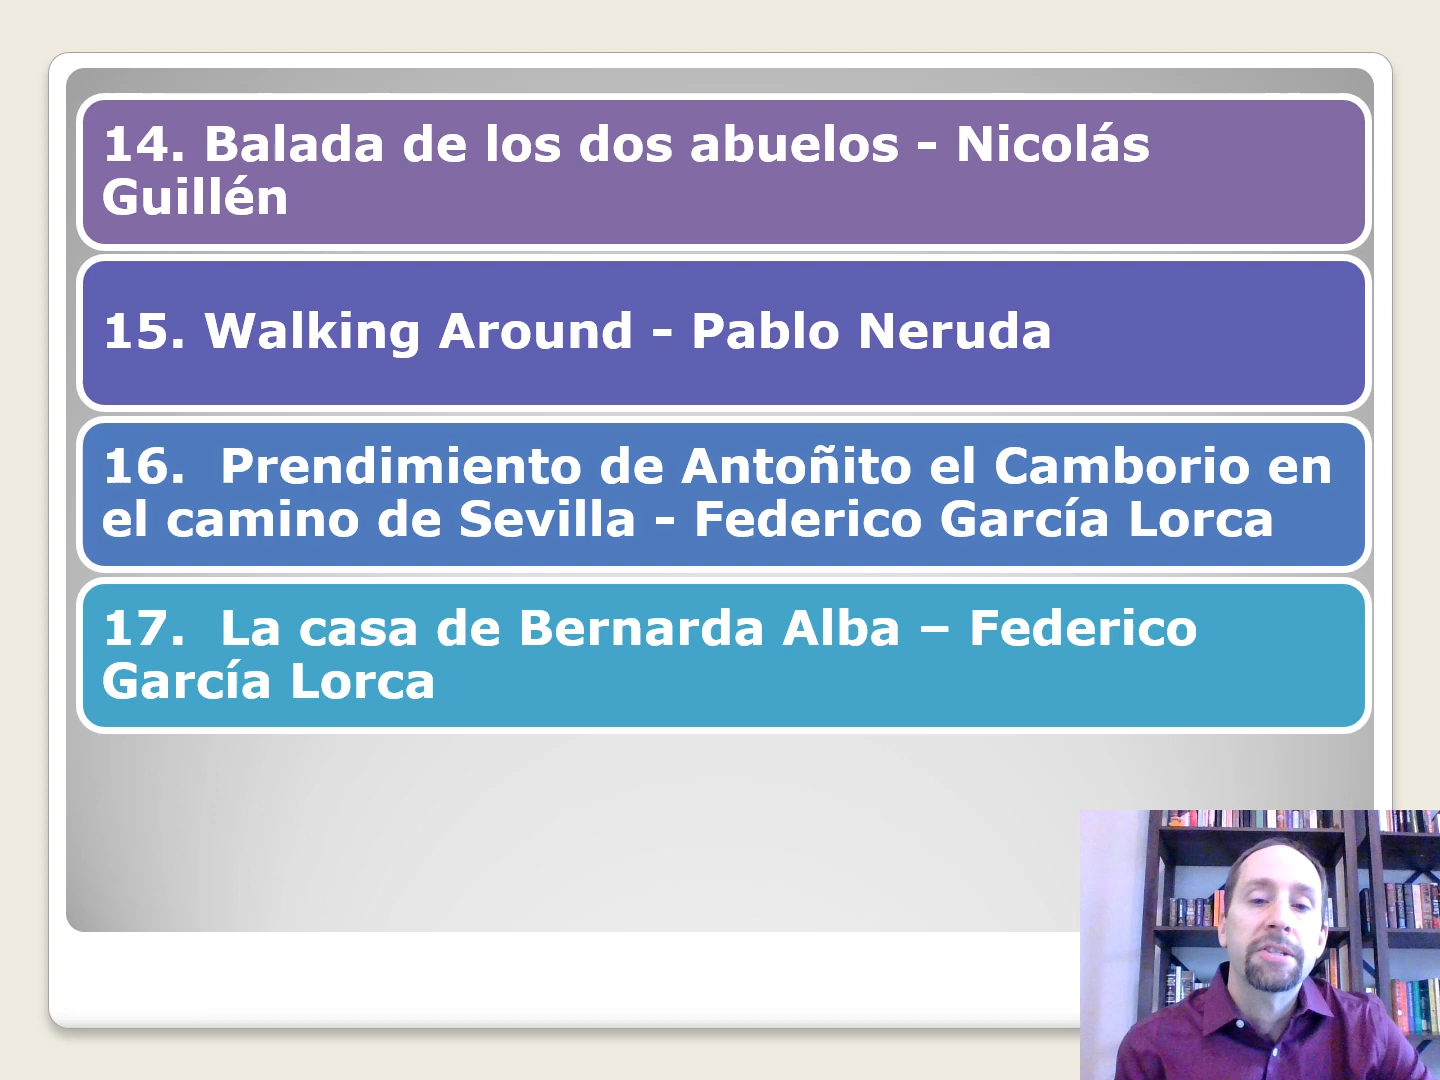 14. Balada de los dos abuelos - Nicolás
Guillén
15. Walking Around - Pablo Neruda
16.  Prendimiento de Antoñito el Camborio en
el camino de Sevilla - Federico García Lorca
17.  La casa de Bernarda Alba – Federico
García Lorca